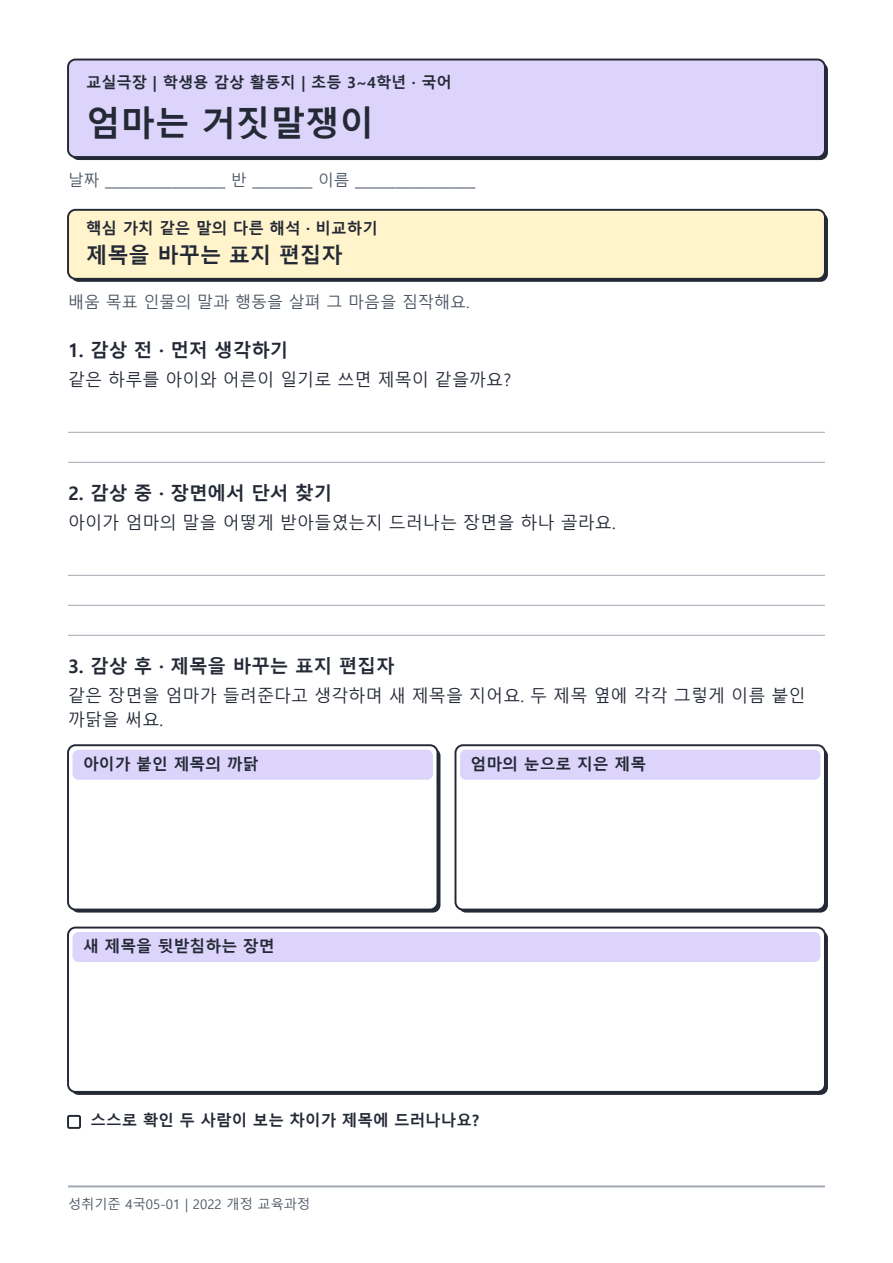 교실극장 | 학생용 감상 활동지 | 초등 3~4학년 · 국어
엄마는 거짓말쟁이
날짜 ________________ 반 ________ 이름 ________________
핵심 가치 같은 말의 다른 해석 · 비교하기
제목을 바꾸는 표지 편집자
배움 목표 인물의 말과 행동을 살펴 그 마음을 짐작해요.
1. 감상 전 · 먼저 생각하기
같은 하루를 아이와 어른이 일기로 쓰면 제목이 같을까요?
2. 감상 중 · 장면에서 단서 찾기
아이가 엄마의 말을 어떻게 받아들였는지 드러나는 장면을 하나 골라요.
3. 감상 후 · 제목을 바꾸는 표지 편집자
같은 장면을 엄마가 들려준다고 생각하며 새 제목을 지어요. 두 제목 옆에 각각 그렇게 이름 붙인
까닭을 써요.
아이가 붙인 제목의 까닭
엄마의 눈으로 지은 제목
새 제목을 뒷받침하는 장면
스스로 확인 두 사람이 보는 차이가 제목에 드러나나요?
성취기준 4국05-01 | 2022 개정 교육과정